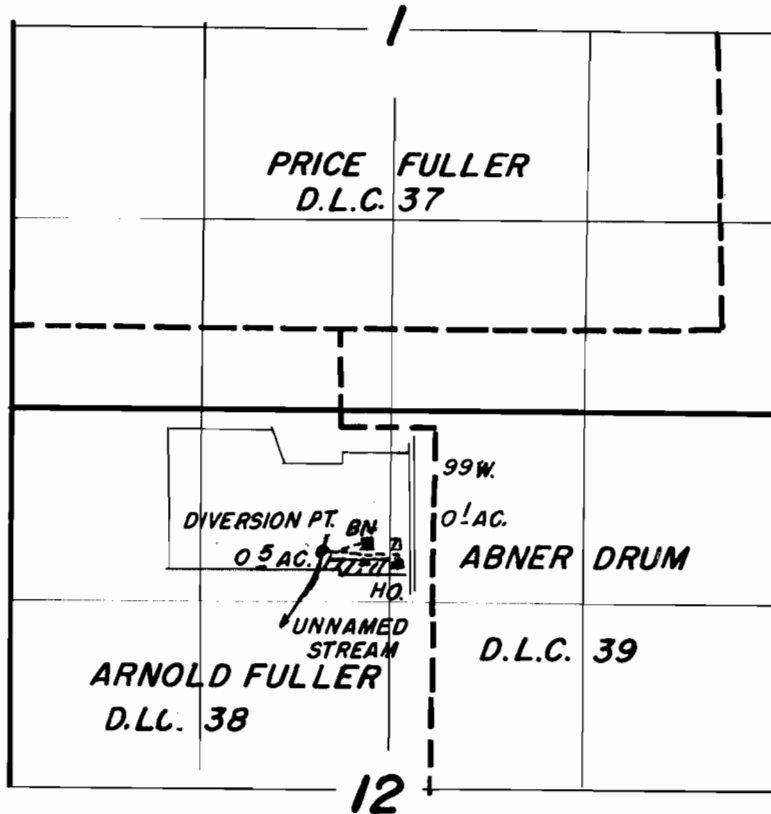 1
PRICE FULLER
D.L.C. 37
99W.
DIVERSION PT.
BN
0.1 AC.
0.5 AC.
ABNER DRUM
HO.
UNNAMED
STREAM
D.L.C. 39
ARNOLD FULLER
D.L.C. 38
12